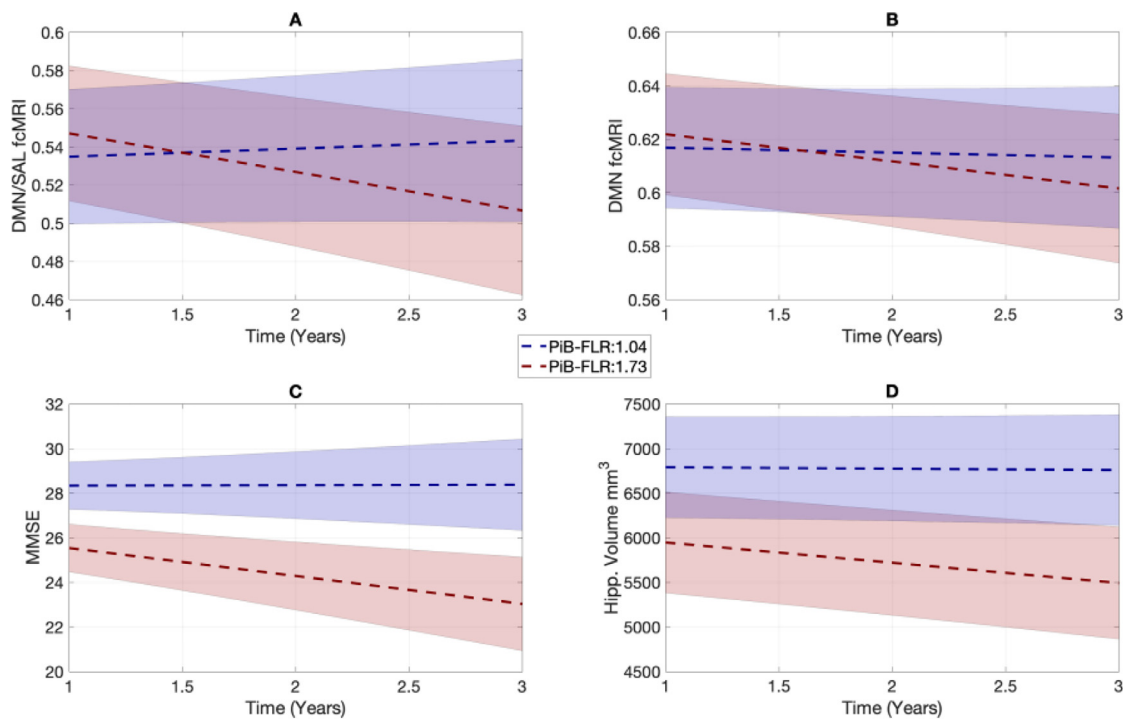 A
DMN/SAL fcMRI
0.6
0.58
0.56
0.54
0.52
0.5
0.48
0.46
1 1.5 2 2.5 3
Time (Years)
B
DMN fcMRI
0.66
0.64
0.62
0.6
0.58
0.56
1 1.5 2 2.5 3
Time (Years)
PiB-FLR:1.04
PiB-FLR:1.73
C
MMSE
32
30
28
26
24
22
20
1 1.5 2 2.5 3
Time (Years)
D
Hipp. Volume mm³
7500
7000
6500
6000
5500
5000
4500
1 1.5 2 2.5 3
Time (Years)